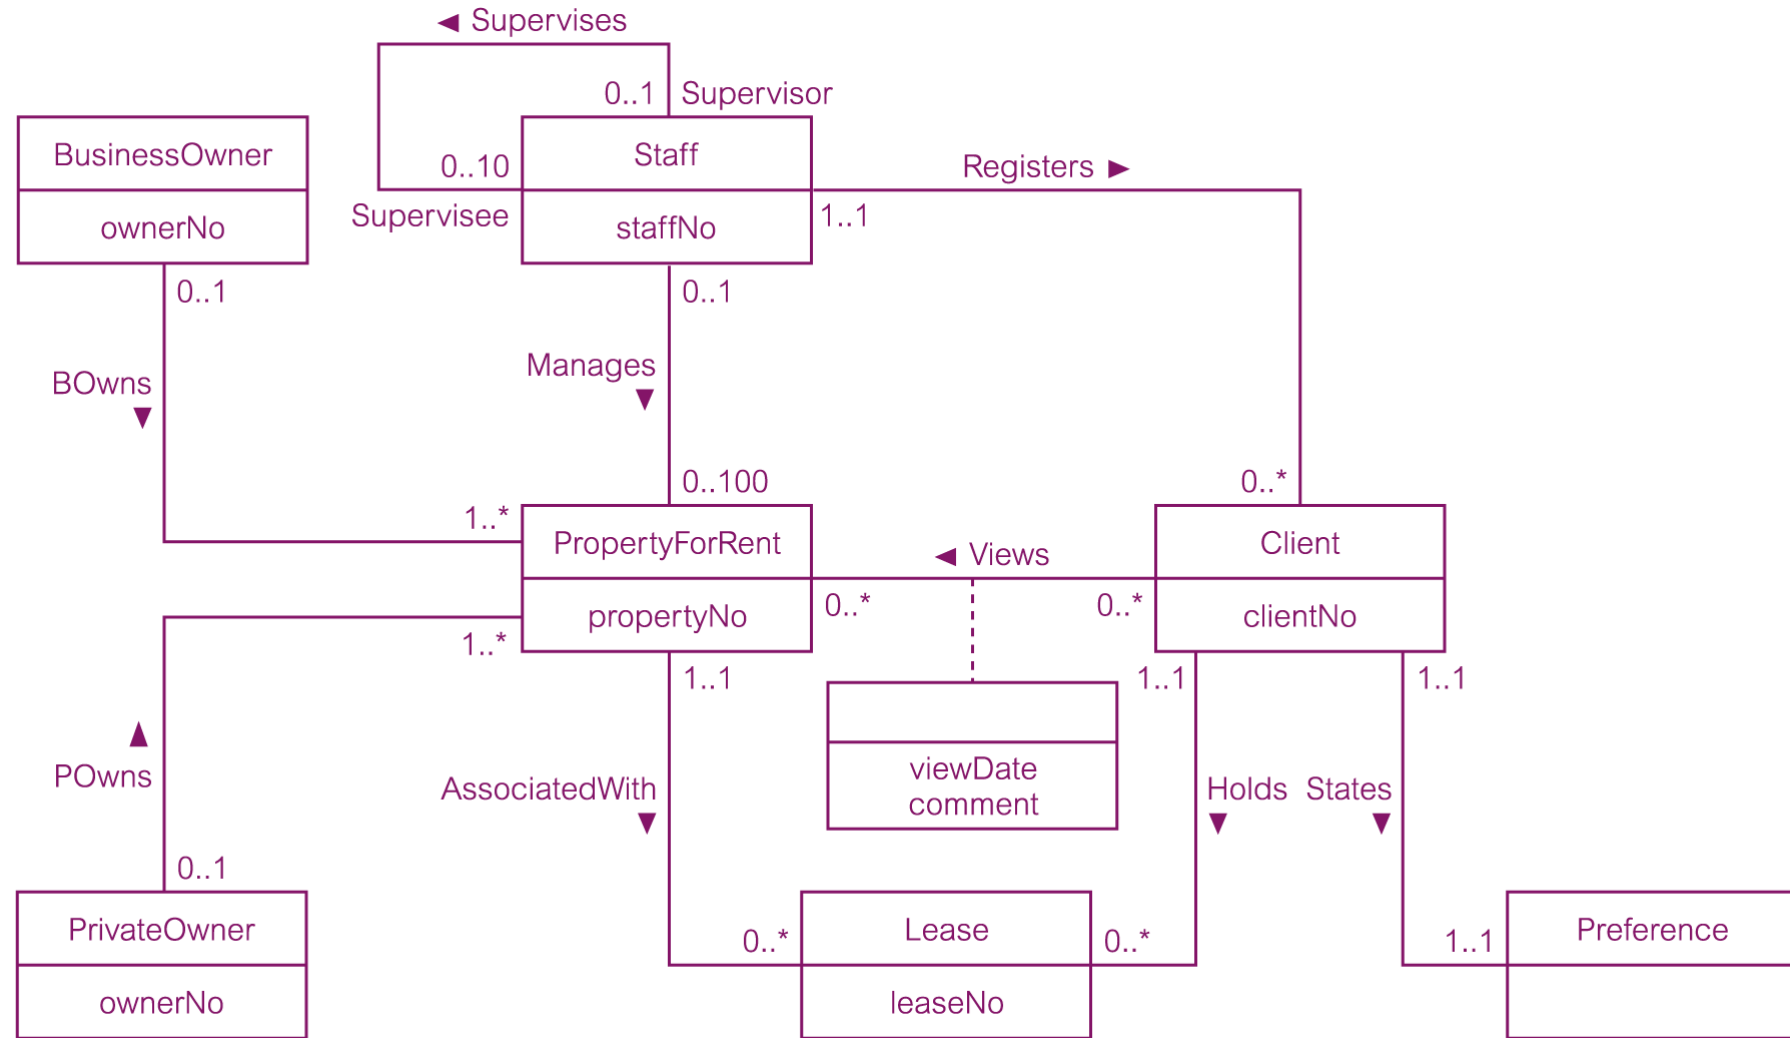 ◄ Supervises
0..1 Supervisor
BusinessOwner
ownerNo
0..1
0..10
Supervisee
Staff
staffNo
Registers ►
1..1
0..1
BOwns
▼
Manages
▼
0..100
0..*
1..*
PropertyForRent
propertyNo
◄ Views
0..*
0..*
Client
clientNo
1..*
1..1
1..1
1..1
viewDate
comment
▲
POwns
AssociatedWith
▼
Holds
▼
States
▼
0..1
PrivateOwner
ownerNo
0..*
Lease
leaseNo
0..*
1..1
Preference